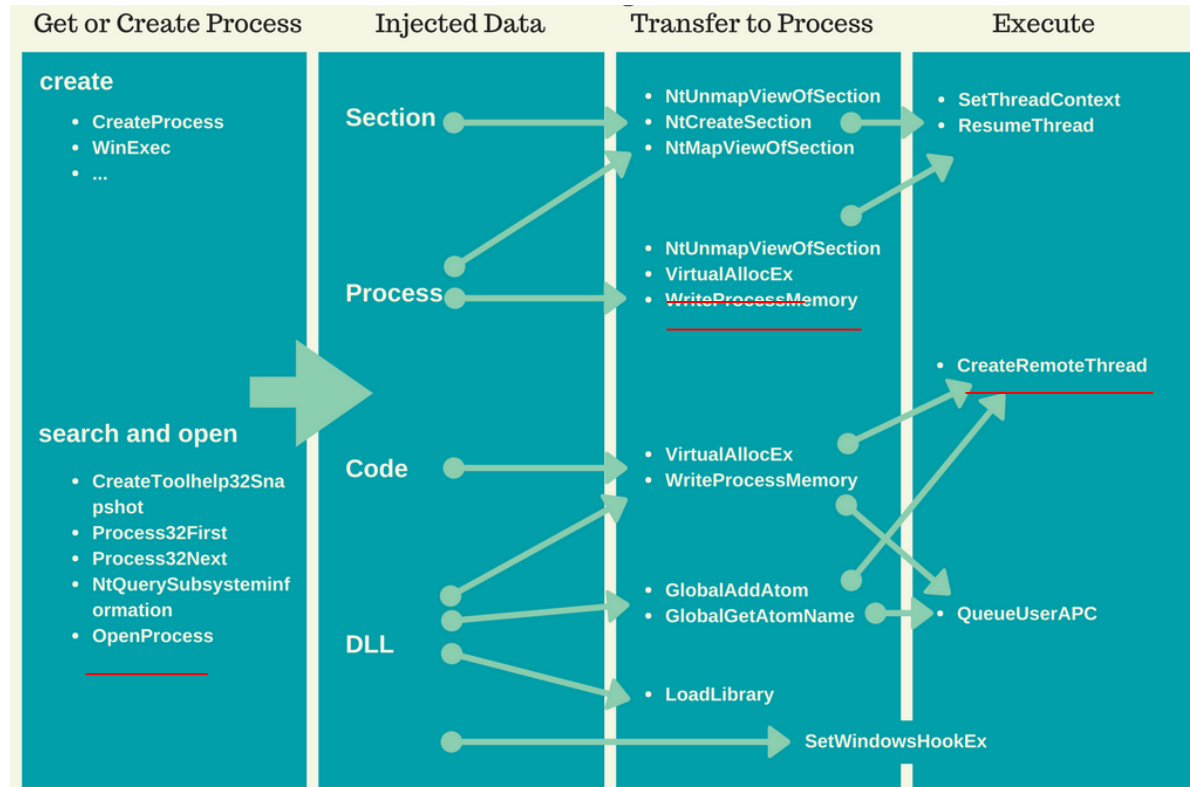 Get or Create Process
Injected Data
Transfer to Process
Execute
create
• CreateProcess
• WinExec
• ...
search and open
• CreateToolhelp32Sna
pshot
• Process32First
• Process32Next
• NtQuerySubsysteminf
ormation
• OpenProcess
Section
Process
Code
DLL
• NtUnmapViewOfSection
• NtCreateSection
• NtMapViewOfSection
• NtUnmapViewOfSection
• VirtualAllocEx
• WriteProcessMemory
• VirtualAllocEx
• WriteProcessMemory
• GlobalAddAtom
• GlobalGetAtomName
• LoadLibrary
SetWindowsHookEx
• SetThreadContext
• ResumeThread
• CreateRemoteThread
• QueueUserAPC